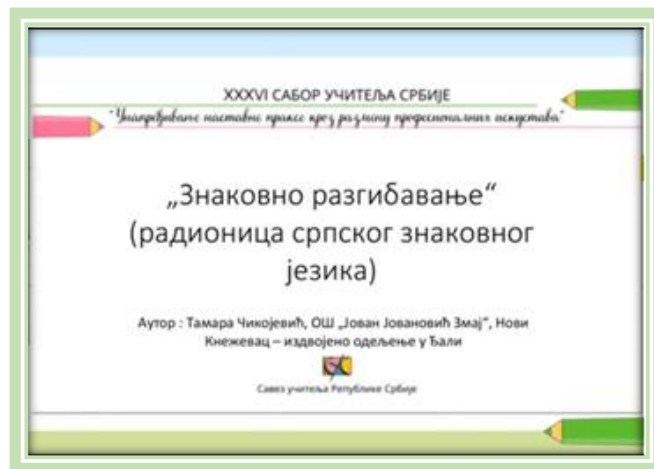 XXXVI САБОР УЧИТЕЉА СРБИЈЕ
"Унапређивање наставне праксе кроз размену професионалних искустава"
„Знаковно разгибавање“
(радионица српског знаковног
језика)
Аутор : Тамара Чикојевић, ОШ „Јован Јовановић Змај“, Нови
Кнежевац – издвојено одељење у Ђали
Савез учитеља Републике Србије